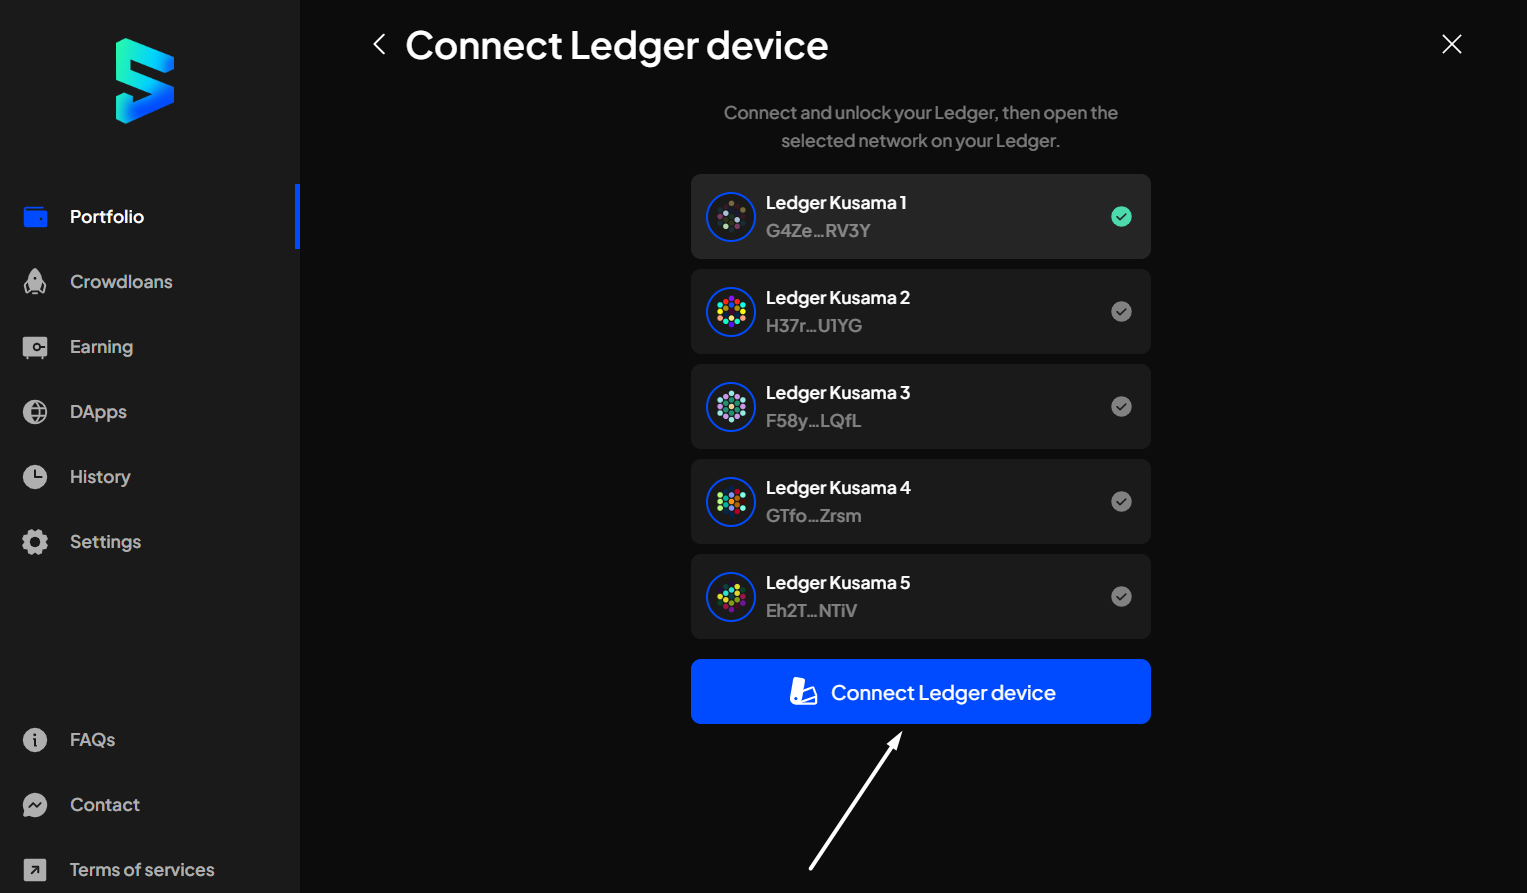 Connect Ledger device
Connect and unlock your Ledger, then open the
selected network on your Ledger.
Portfolio
Crowdloans
Earning
DApps
History
Settings
FAQs
Contact
Terms of services
Ledger Kusama 1
G4Ze...RV3Y
Ledger Kusama 2
H37r...U1YG
Ledger Kusama 3
F58y...LQfL
Ledger Kusama 4
GTfo...Zrsm
Ledger Kusama 5
Eh2T...NTiV
Connect Ledger device